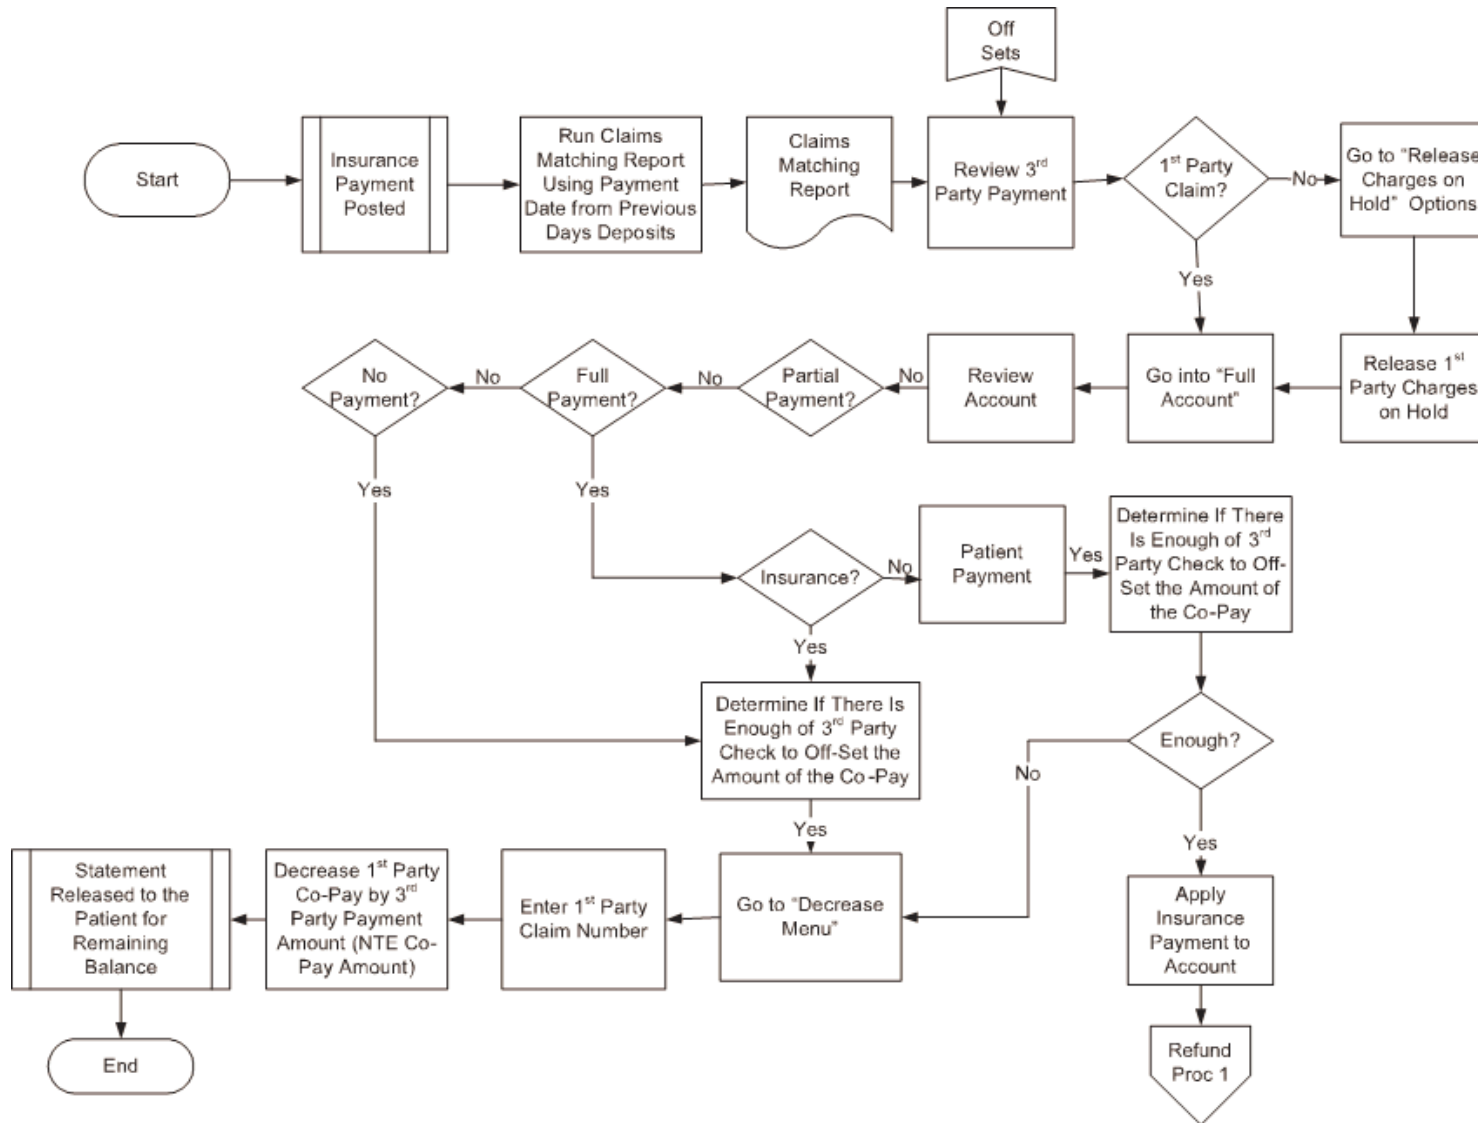 Off
Sets
Start
Insurance
Payment
Posted
Run Claims
Matching Report
Using Payment
Date from Previous
Days Deposits
Claims
Matching
Report
Review 3rd
Party Payment
1st Party
Claim?
No
Go to “Release
Charges on
Hold” Options
Yes
No
Payment?
No
Full
Payment?
No
Partial
Payment?
No
Review
Account
Go into “Full
Account”
Release 1st
Party Charges
on Hold
Yes
Yes
Insurance?
No
Patient
Payment
Yes
Determine If There
Is Enough of 3rd
Party Check to Off-
Set the Amount of
the Co-Pay
Yes
Determine If There Is
Enough of 3rd Party
Check to Off-Set the
Amount of the Co-Pay
Enough?
No
Yes
Yes
Statement
Released to the
Patient for
Remaining
Balance
Decrease 1st Party
Co-Pay by 3rd
Party Payment
Amount (NTE Co-
Pay Amount)
Enter 1st Party
Claim Number
Go to “Decrease
Menu”
Apply
Insurance
Payment to
Account
End
Refund
Proc 1